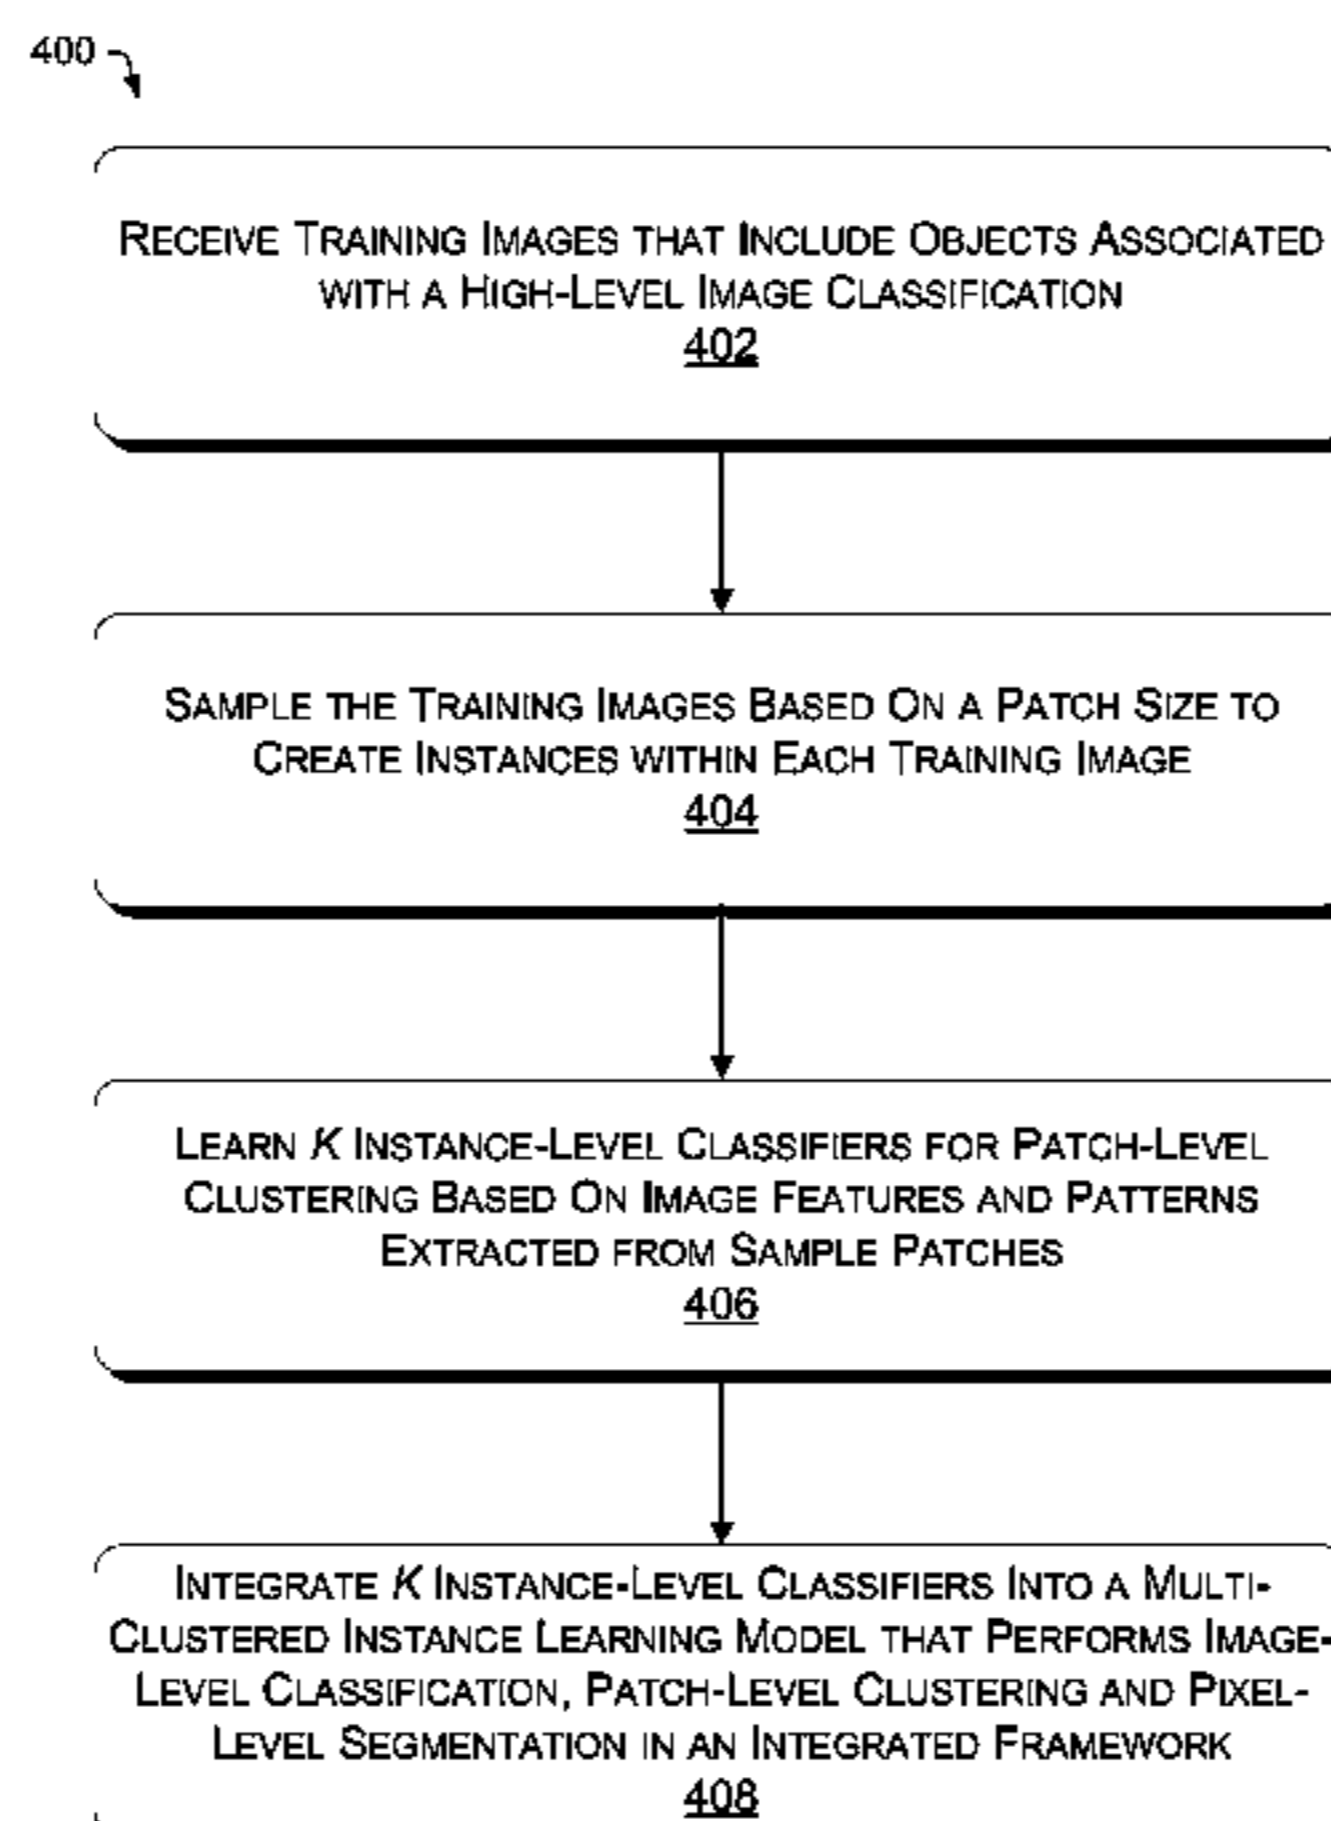 400
RECEIVE TRAINING IMAGES THAT INCLUDE OBJECTS ASSOCIATED
WITH A HIGH-LEVEL IMAGE CLASSIFICATION
402
SAMPLE THE TRAINING IMAGES BASED ON A PATCH SIZE TO
CREATE INSTANCES WITHIN EACH TRAINING IMAGE
404
LEARN K INSTANCE-LEVEL CLASSIFIERS FOR PATCH-LEVEL
CLUSTERING BASED ON IMAGE FEATURES AND PATTERNS
EXTRACTED FROM SAMPLE PATCHES
406
INTEGRATE K INSTANCE-LEVEL CLASSIFIERS INTO A MULTI-
CLUSTERED INSTANCE LEARNING MODEL THAT PERFORMS IMAGE-
LEVEL CLASSIFICATION, PATCH-LEVEL CLUSTERING AND PIXEL-
LEVEL SEGMENTATION IN AN INTEGRATED FRAMEWORK
408